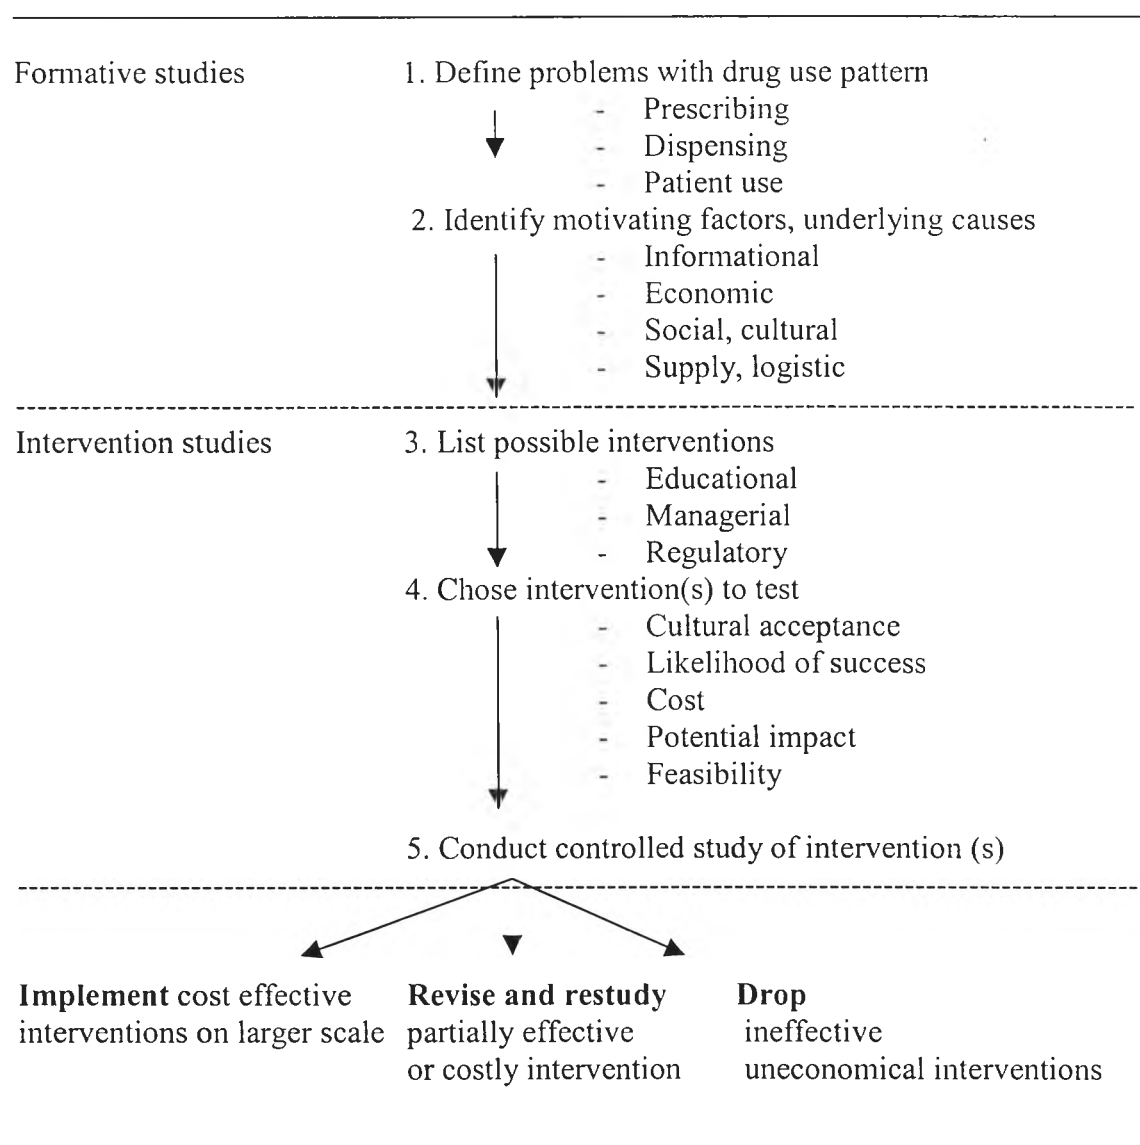 Formative studies 1. Define problems with drug use pattern
- Prescribing
- Dispensing
- Patient use
2. Identify motivating factors, underlying causes
- Informational
- Economic
- Social, cultural
- Supply, logistic
Intervention studies 3. List possible interventions
- Educational
- Managerial
- Regulatory
4. Chose intervention(s) to test
- Cultural acceptance
- Likelihood of success
- Cost
- Potential impact
- Feasibility
5. Conduct controlled study of intervention (s)
Implement cost effective
interventions on larger scale
Revise and restudy
partially effective
or costly intervention
Drop
ineffective
uneconomical interventions